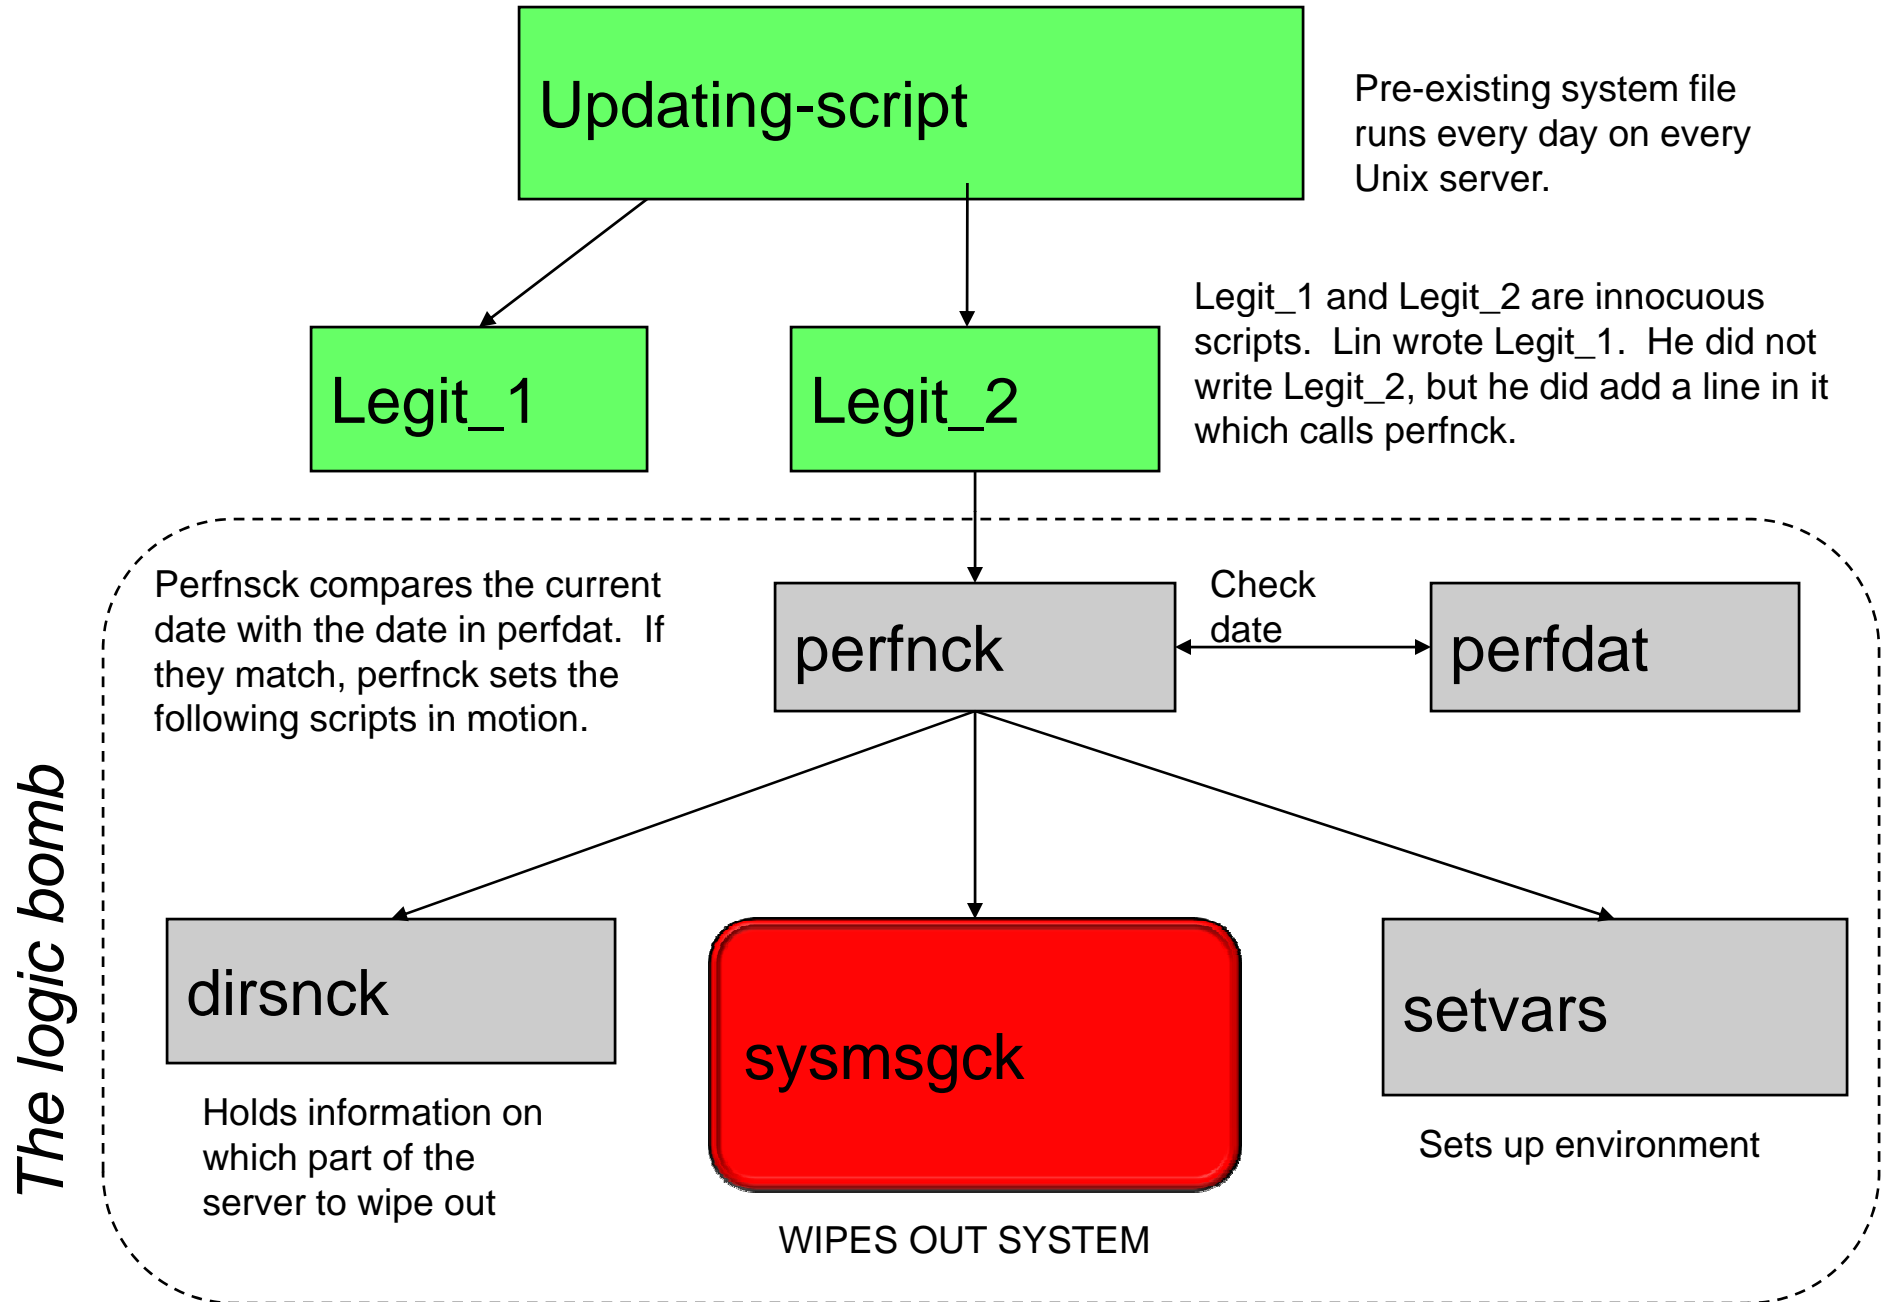 Updating-script
Pre-existing system file
runs every day on every
Unix server.
Legit_1
Legit_2
Legit_1 and Legit_2 are innocuous
scripts.  Lin wrote Legit_1.  He did not
write Legit_2, but he did add a line in it
which calls perfnck.
The logic bomb
Perfnsck compares the current
date with the date in perfdat.  If
they match, perfnck sets the
following scripts in motion.
perfnck
Check
date
perfdat
dirsnck
Holds information on
which part of the
server to wipe out
sysmsgck
WIPES OUT SYSTEM
setvars
Sets up environment